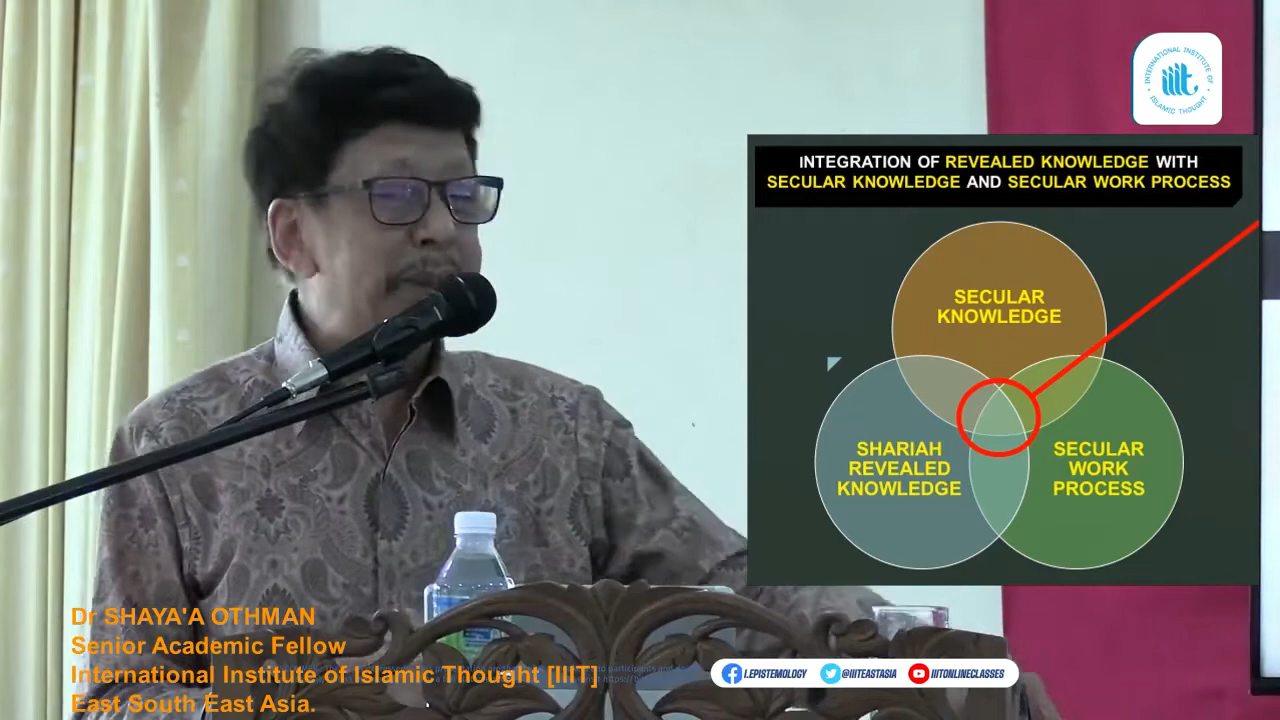 INTERNATIONAL INSTITUTE OF
ISLAMIC THOUGHT
iiit
INTEGRATION OF REVEALED KNOWLEDGE WITH
SECULAR KNOWLEDGE AND SECULAR WORK PROCESS
SECULAR
KNOWLEDGE
SHARIAH
REVEALED
KNOWLEDGE
SECULAR
WORK
PROCESS
Dr SHAYA'A OTHMAN
Senior Academic Fellow
International Institute of Islamic Thought [IIIT]
East South East Asia.
I.EPISTEMOLOGY
@IIITEASTASIA
IIITONLINECLASSES